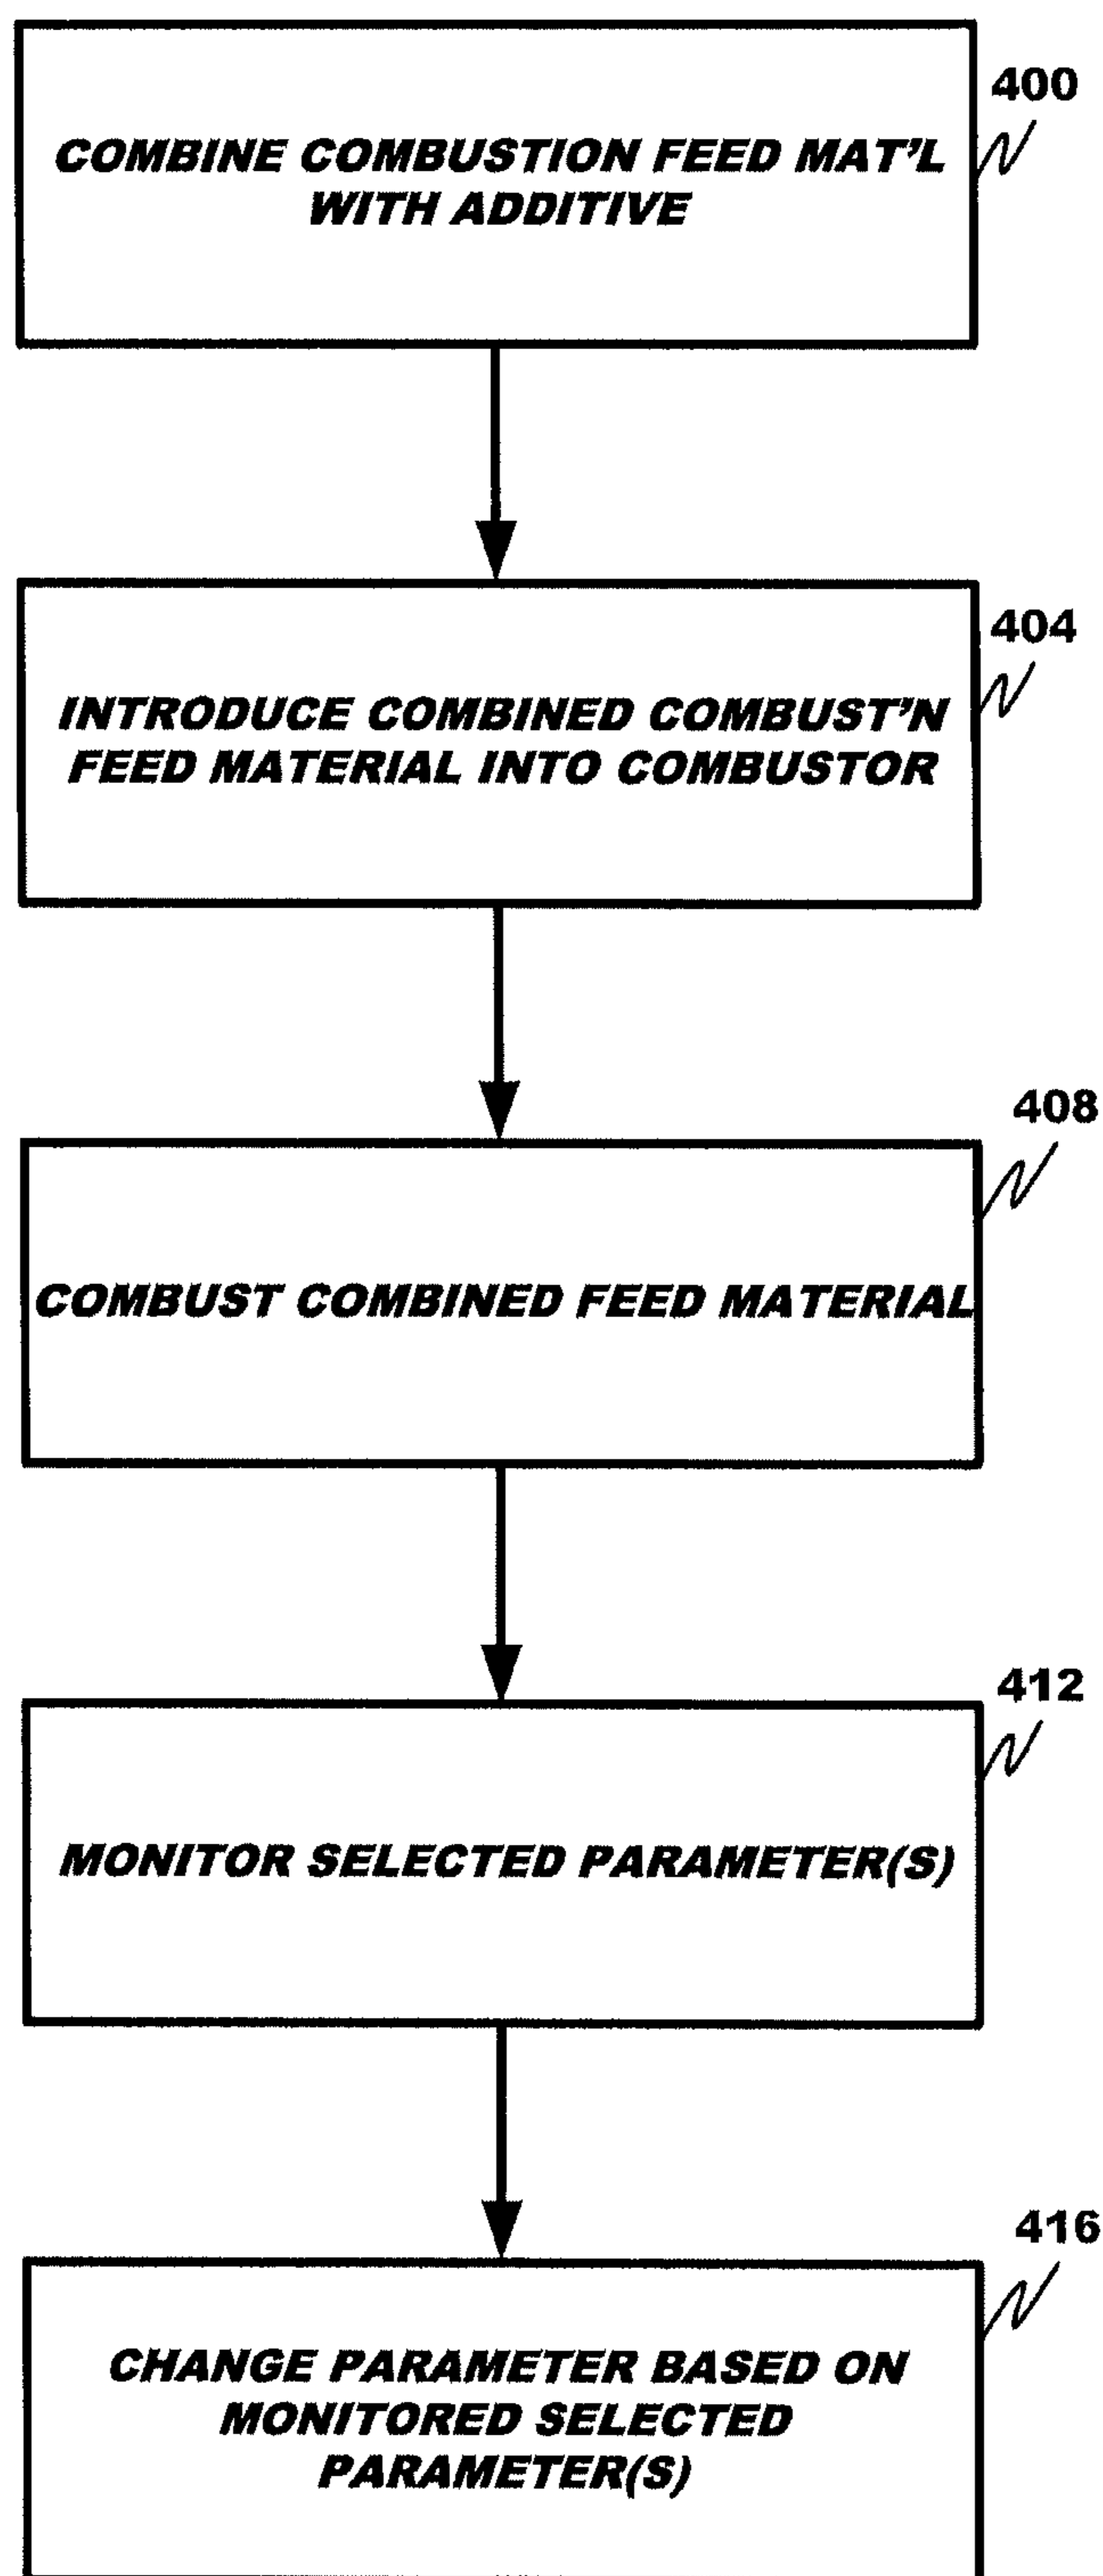 400
COMBINE COMBUSTION FEED MAT'L
WITH ADDITIVE
404
INTRODUCE COMBINED COMBUST'N
FEED MATERIAL INTO COMBUSTOR
408
COMBUST COMBINED FEED MATERIAL
412
MONITOR SELECTED PARAMETER(S)
416
CHANGE PARAMETER BASED ON
MONITORED SELECTED
PARAMETER(S)